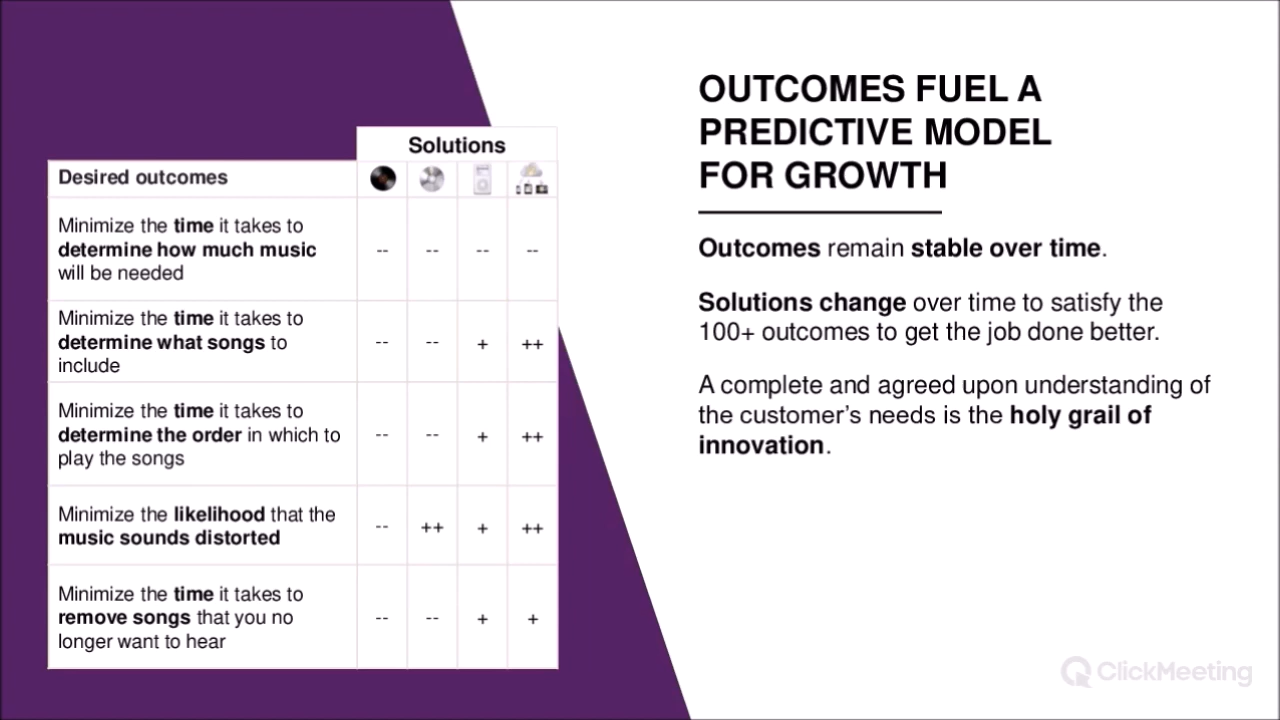 OUTCOMES FUEL A
PREDICTIVE MODEL
FOR GROWTH
Outcomes remain stable over time.
Solutions change over time to satisfy the
100+ outcomes to get the job done better.
A complete and agreed upon understanding of
the customer's needs is the holy grail of
innovation.
Solutions
Desired outcomes
Minimize the time it takes to
determine how much music
will be needed
-- -- -- --
Minimize the time it takes to
determine what songs to
include
-- -- + ++
Minimize the time it takes to
determine the order in which to
play the songs
-- -- + ++
Minimize the likelihood that the
music sounds distorted
-- ++ + ++
Minimize the time it takes to
remove songs that you no
longer want to hear
-- -- + +
ClickMeeting